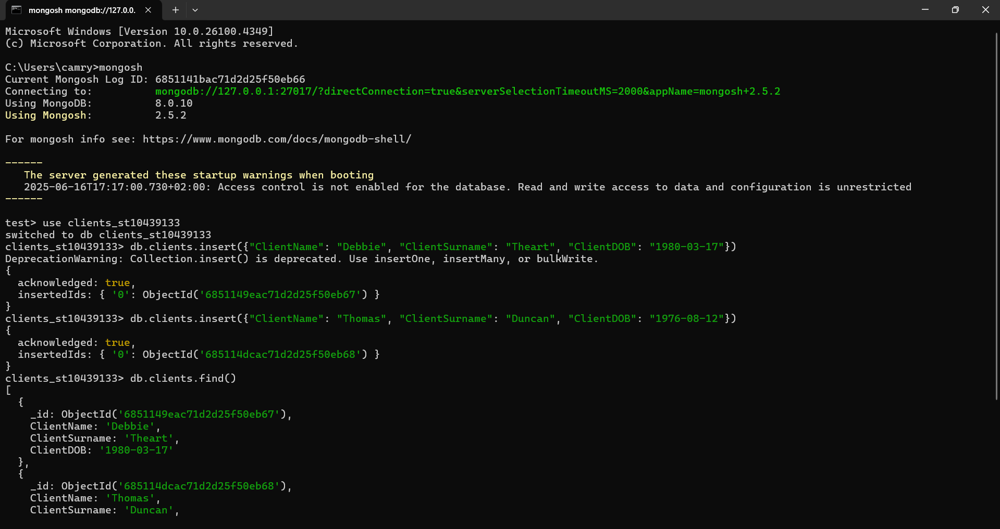 mongosh mongodb://127.0.0.
Microsoft Windows [Version 10.0.26100.4349]
(c) Microsoft Corporation. All rights reserved.
C:\Users\camry>mongosh
Current Mongosh Log ID: 6851141bac71d2d25f50eb66
Connecting to:          mongodb://127.0.0.1:27017/?directConnection=true&serverSelectionTimeoutMS=2000&appName=mongosh+2.5.2
Using MongoDB:          8.0.10
Using Mongosh:          2.5.2
For mongosh info see: https://www.mongodb.com/docs/mongodb-shell/
------
   The server generated these startup warnings when booting
   2025-06-16T17:17:00.730+02:00: Access control is not enabled for the database. Read and write access to data and configuration is unrestricted
------
test> use clients_st10439133
switched to db clients_st10439133
clients_st10439133> db.clients.insert({"ClientName": "Debbie", "ClientSurname": "Theart", "ClientDOB": "1980-03-17"})
DeprecationWarning: Collection.insert() is deprecated. Use insertOne, insertMany, or bulkWrite.
{
  acknowledged: true,
  insertedIds: { '0': ObjectId('6851149eac71d2d25f50eb67') }
}
clients_st10439133> db.clients.insert({"ClientName": "Thomas", "ClientSurname": "Duncan", "ClientDOB": "1976-08-12"})
{
  acknowledged: true,
  insertedIds: { '0': ObjectId('685114dcac71d2d25f50eb68') }
}
clients_st10439133> db.clients.find()
[
  {
    _id: ObjectId('6851149eac71d2d25f50eb67'),
    ClientName: 'Debbie',
    ClientSurname: 'Theart',
    ClientDOB: '1980-03-17'
  },
  {
    _id: ObjectId('685114dcac71d2d25f50eb68'),
    ClientName: 'Thomas',
    ClientSurname: 'Duncan',